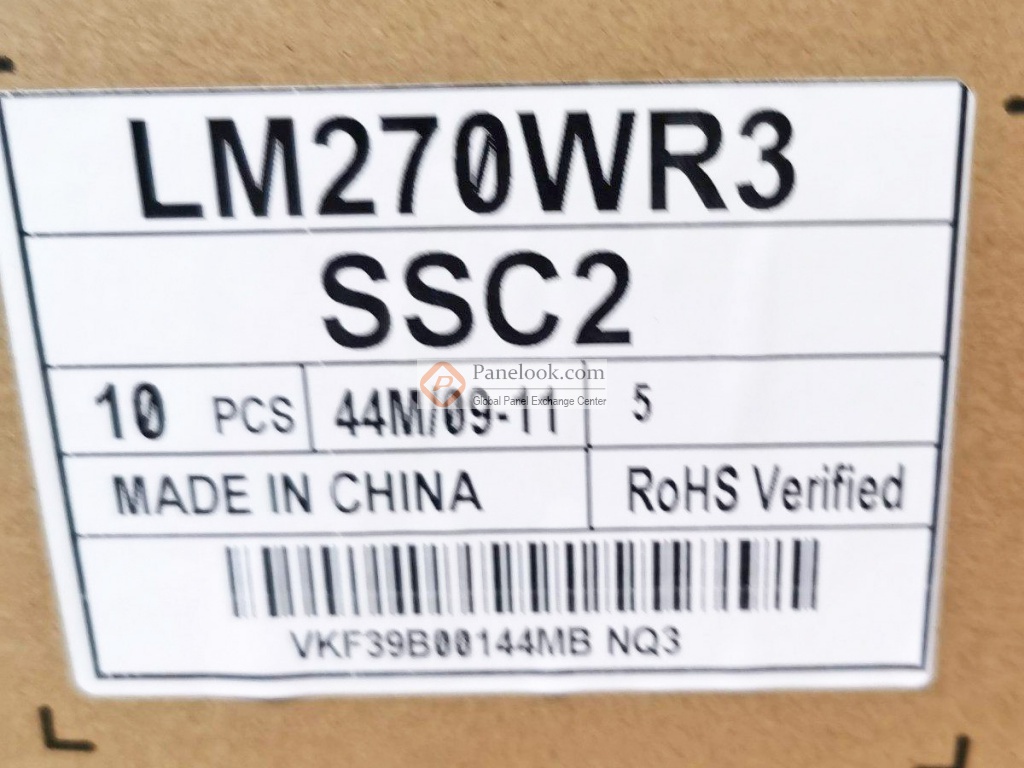 LM270WR3
SSC2
10 PCS 44M/09-11 5
Panelook.com
Global Panel Exchange Center
MADE IN CHINA RoHS Verified
VKF39B00144MB NQ3